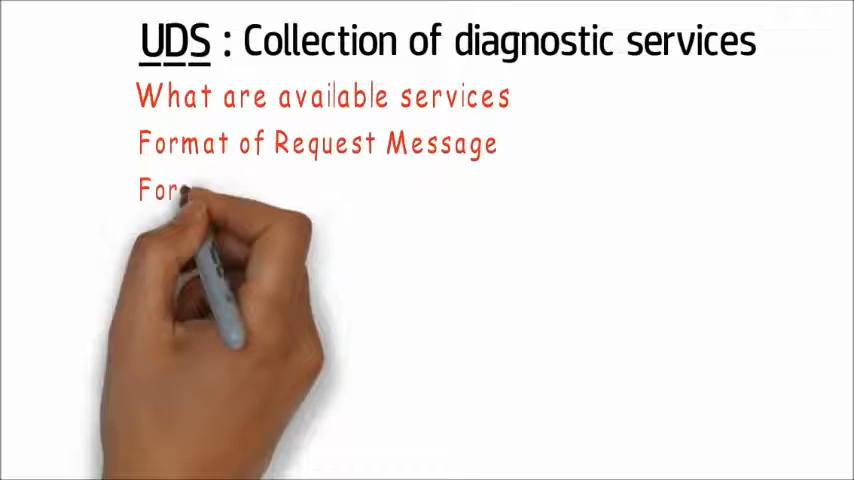 UDS : Collection of diagnostic services
What are available services
Format of Request Message
For